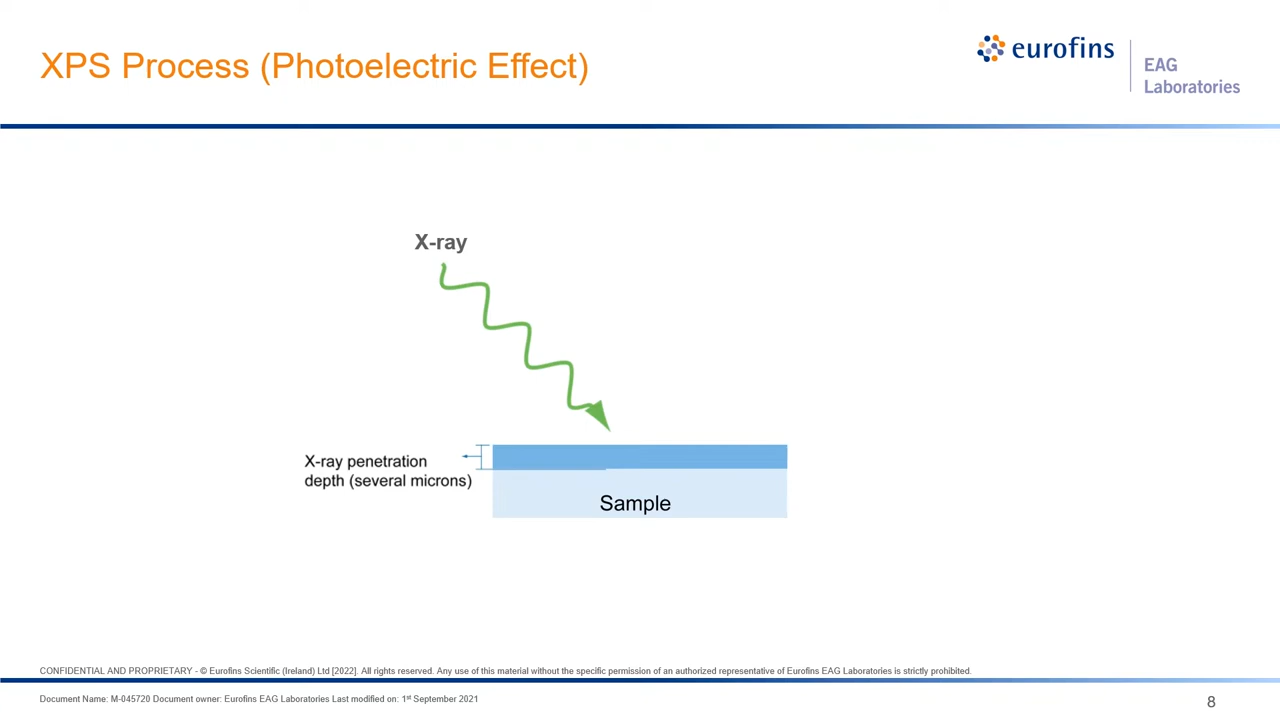 XPS Process (Photoelectric Effect)
eurofins
EAG
Laboratories
X-ray
X-ray penetration
depth (several microns)
Sample
CONFIDENTIAL AND PROPRIETARY - © Eurofins Scientific (Ireland) Ltd [2022]. All rights reserved. Any use of this material without the specific permission of an authorized representative of Eurofins EAG Laboratories is strictly prohibited.
Document Name: M-045720 Document owner: Eurofins EAG Laboratories Last modified on: 1st September 2021
8